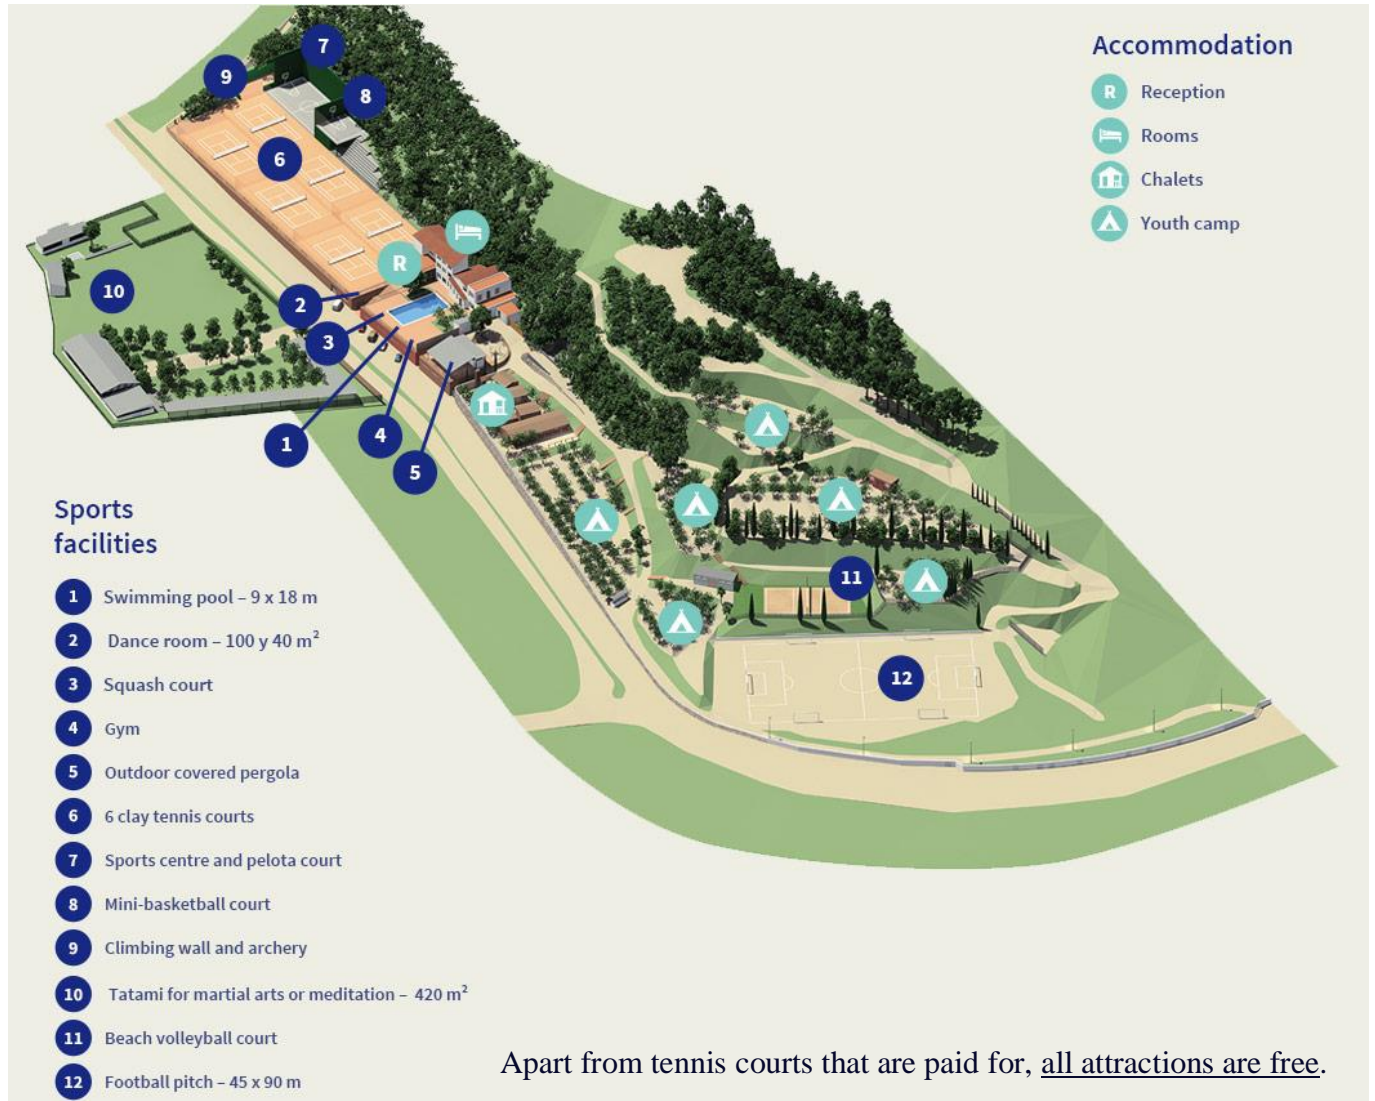 Accommodation
R Reception
Rooms
Chalets
Youth camp
7
9
8
6
R
10
2
3
1
4
5
11
12
Sports
facilities
1 Swimming pool – 9 x 18 m
2 Dance room – 100 y 40 m²
3 Squash court
4 Gym
5 Outdoor covered pergola
6 6 clay tennis courts
7 Sports centre and pelota court
8 Mini-basketball court
9 Climbing wall and archery
10 Tatami for martial arts or meditation – 420 m²
11 Beach volleyball court
12 Football pitch – 45 x 90 m
Apart from tennis courts that are paid for, all attractions are free.